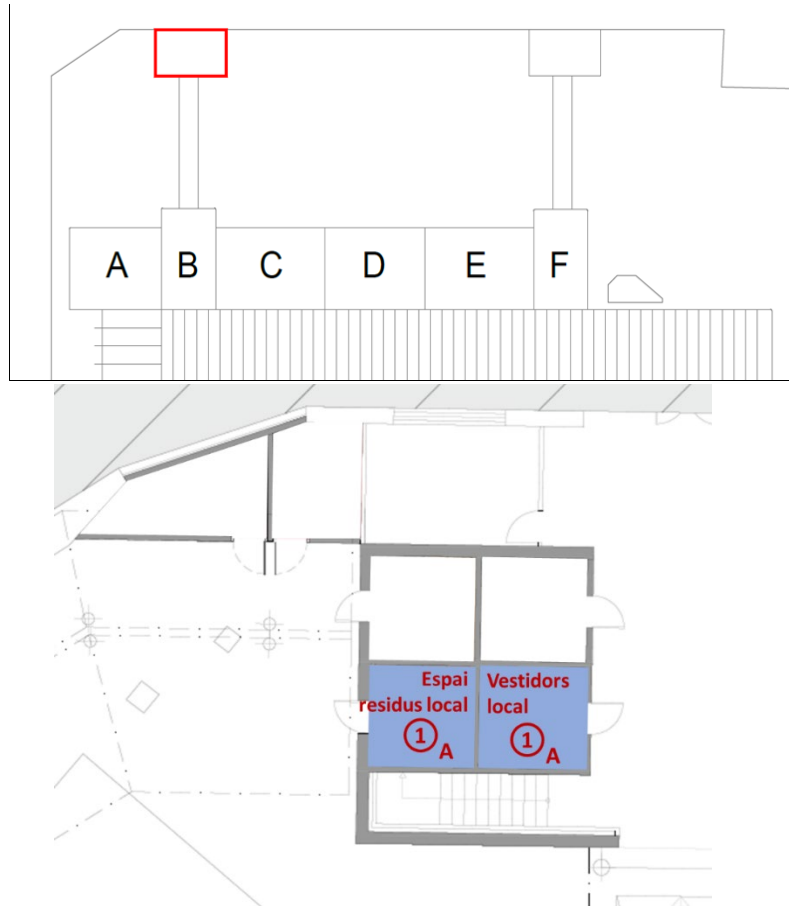 A B C D E F
Espai
residus local
1 A
Vestidors
local
1 A